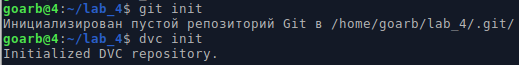 goarb@4:~/lab_4$ git init
Инициализирован пустой репозиторий Git в /home/goarb/lab_4/.git/
goarb@4:~/lab_4$ dvc init
Initialized DVC repository.